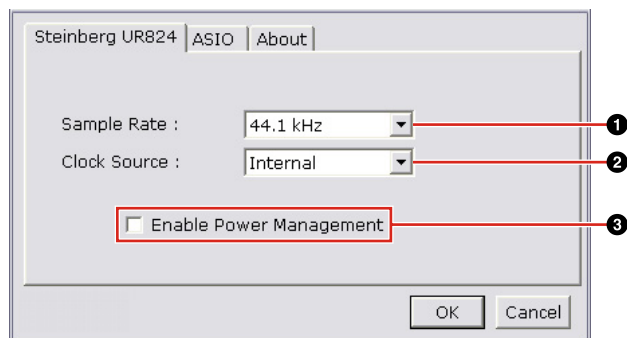 Steinberg UR824 ASIO About
Sample Rate : 44.1 kHz 1
Clock Source : Internal 2
Enable Power Management 3
OK Cancel